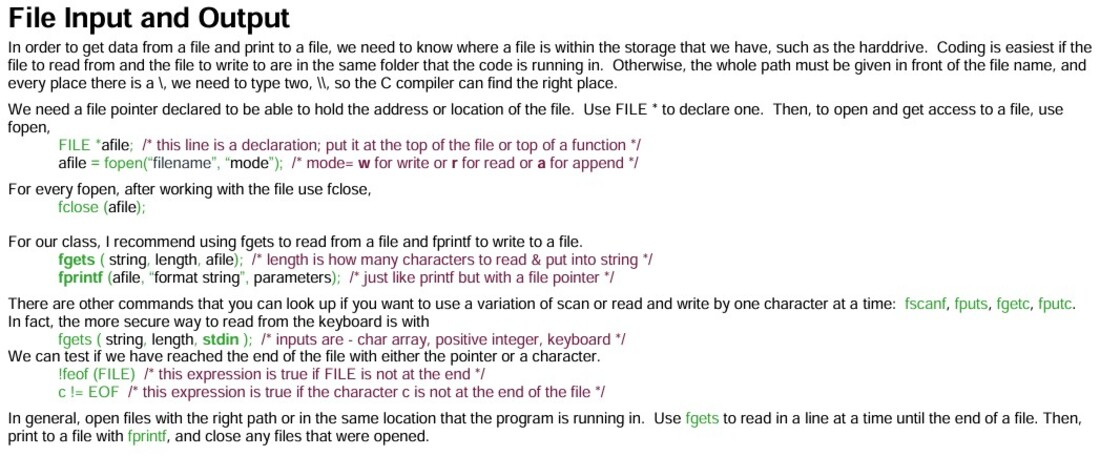 File Input and Output
In order to get data from a file and print to a file, we need to know where a file is within the storage that we have, such as the harddrive.  Coding is easiest if the
file to read from and the file to write to are in the same folder that the code is running in.  Otherwise, the whole path must be given in front of the file name, and
every place there is a \, we need to type two, \\, so the C compiler can find the right place.
We need a file pointer declared to be able to hold the address or location of the file.  Use FILE * to declare one.  Then, to open and get access to a file, use
fopen,
FILE *afile;  /* this line is a declaration; put it at the top of the file or top of a function */
afile = fopen(“filename”, “mode”);  /* mode= w for write or r for read or a for append */
For every fopen, after working with the file use fclose,
fclose (afile);
For our class, I recommend using fgets to read from a file and fprintf to write to a file.
fgets ( string, length, afile);  /* length is how many characters to read & put into string */
fprintf (afile, “format string”, parameters);  /* just like printf but with a file pointer */
There are other commands that you can look up if you want to use a variation of scan or read and write by one character at a time:  fscanf, fputs, fgetc, fputc.
In fact, the more secure way to read from the keyboard is with
fgets ( string, length, stdin );  /* inputs are - char array, positive integer, keyboard */
We can test if we have reached the end of the file with either the pointer or a character.
!feof (FILE)  /* this expression is true if FILE is not at the end */
c != EOF  /* this expression is true if the character c is not at the end of the file */
In general, open files with the right path or in the same location that the program is running in.  Use fgets to read in a line at a time until the end of a file. Then,
print to a file with fprintf, and close any files that were opened.